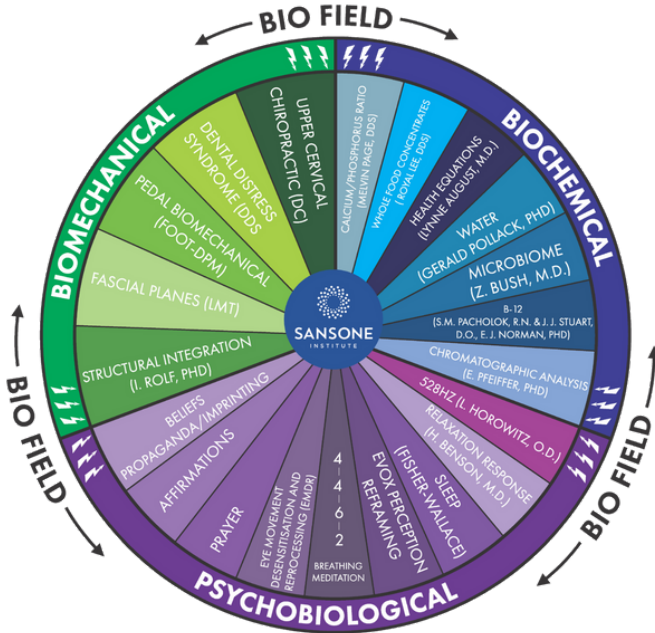 BIO FIELD
BIOCHEMICAL
CALCIUM/PHOSPHORUS RATIO
(MELVIN PAGE, DDS)
WHOLE FOOD CONCENTRATES
( ROYAL LEE, DDS)
HEALTH EQUATIONS
(LYNNE AUGUST, M.D.)
WATER
(GERALD POLLACK, PHD)
MICROBIOME
(Z. BUSH, M.D.)
B-12
(S.M. PACHOLOK, R.N. & J.J. STUART,
D.O., E.J. NORMAN, PHD)
CHROMATOGRAPHIC ANALYSIS
(E. PFEIFFER, PHD)
BIO FIELD
PSYCHOBIOLOGICAL
528HZ (L. HOROWITZ, O.D.)
RELAXATION RESPONSE
(H. BENSON, M.D.)
SLEEP
(FISHER-WALLACE)
EVOX PERCEPTION
REFRAMING
4-4-6-2
BREATHING
MEDITATION
EYE MOVEMENT
DESENSITISATION AND
REPROCESSING (EMDR)
PRAYER
AFFIRMATIONS
BELIEFS
PROPAGANDA/IMPRINTING
BIO FIELD
BIOMECHANICAL
STRUCTURAL INTEGRATION
(I. ROLF, PHD)
FASCIAL PLANES (LMT)
PEDAL BIOMECHANICAL
(FOOT-DPM)
DENTAL DISTRESS
SYNDROME (DDS
UPPER CERVICAL
CHIROPRACTIC (DC)
SANSONE
INSTITUTE